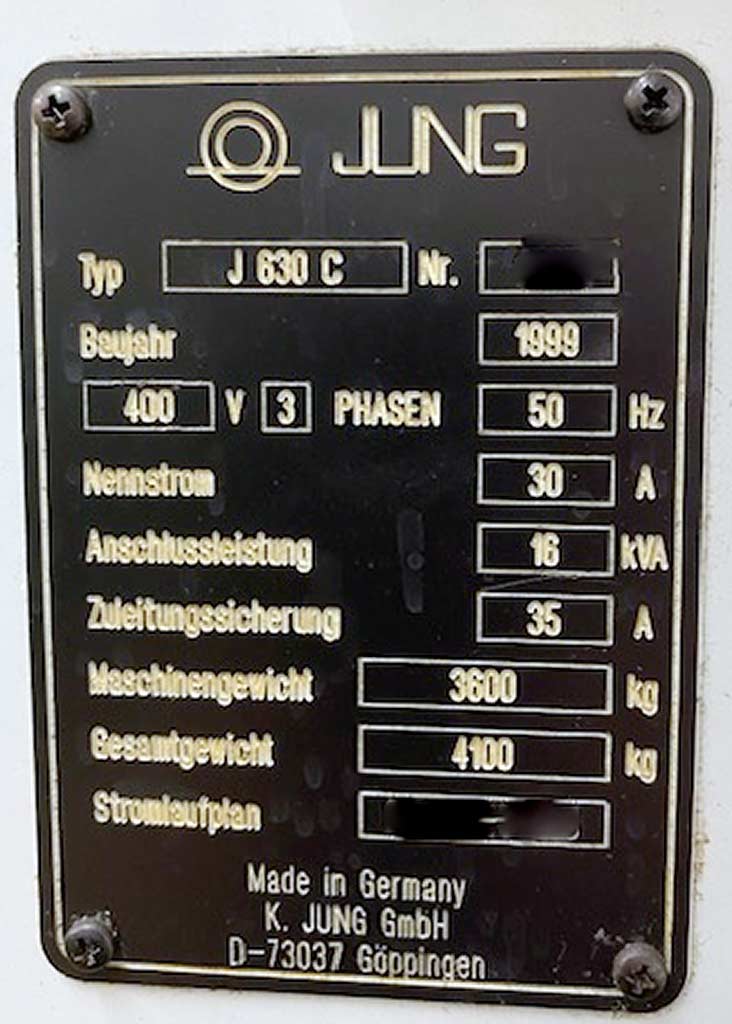 JUNG
Typ J 630 C Nr.
Baujahr 1999
400 V 3 PHASEN 50 Hz
Nennstrom 30 A
Anschlussleistung 16 kVA
Zuleitungssicherung 35 A
Maschinengewicht 3600 kg
Gesamtgewicht 4100 kg
Stromlaufplan
Made in Germany
K. JUNG GmbH
D-73037 Göppingen